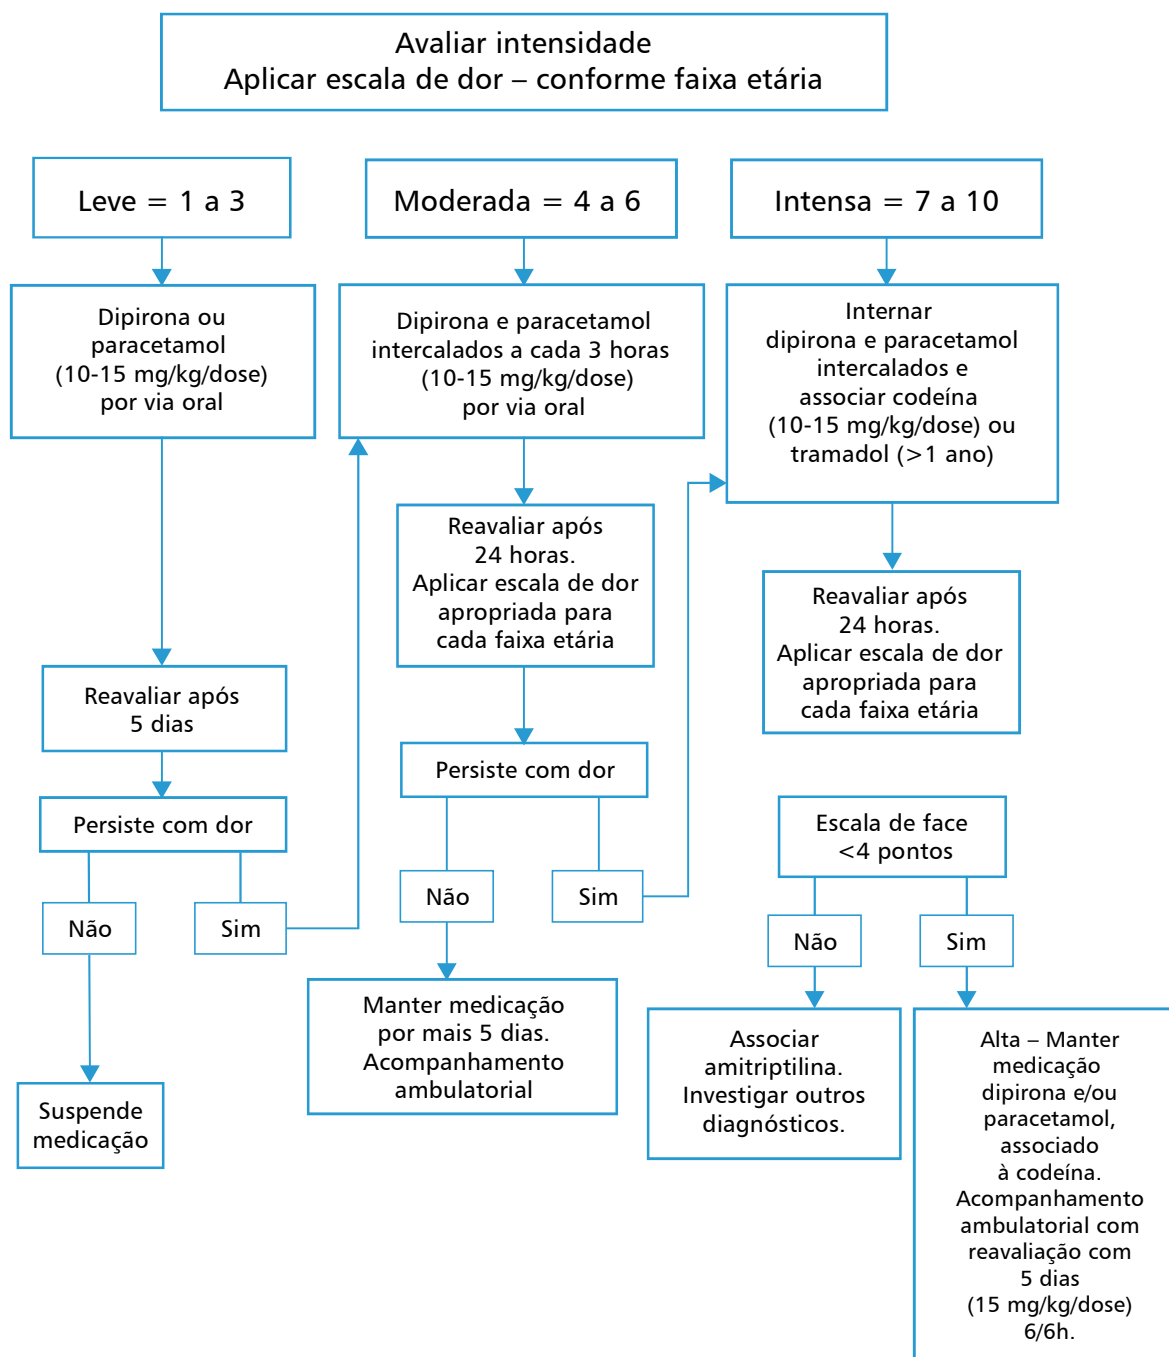 Avaliar intensidade
Aplicar escala de dor – conforme faixa etária
Leve = 1 a 3
Dipirona ou
paracetamol
(10-15 mg/kg/dose)
por via oral
Reavaliar após
5 dias
Persiste com dor
Não
Sim
Suspende
medicação
Moderada = 4 a 6
Dipirona e paracetamol
intercalados a cada 3 horas
(10-15 mg/kg/dose)
por via oral
Reavaliar após
24 horas.
Aplicar escala de dor
apropriada para
cada faixa etária
Persiste com dor
Não
Sim
Manter medicação
por mais 5 dias.
Acompanhamento
ambulatorial
Intensa = 7 a 10
Internar
dipirona e paracetamol
intercalados e
associar codeína
(10-15 mg/kg/dose) ou
tramadol (>1 ano)
Reavaliar após
24 horas.
Aplicar escala de dor
apropriada para
cada faixa etária
Escala de face
<4 pontos
Não
Sim
Associar
amitriptilina.
Investigar outros
diagnósticos.
Alta – Manter
medicação
dipirona e/ou
paracetamol,
associado
à codeína.
Acompanhamento
ambulatorial com
reavaliação com
5 dias
(15 mg/kg/dose)
6/6h.